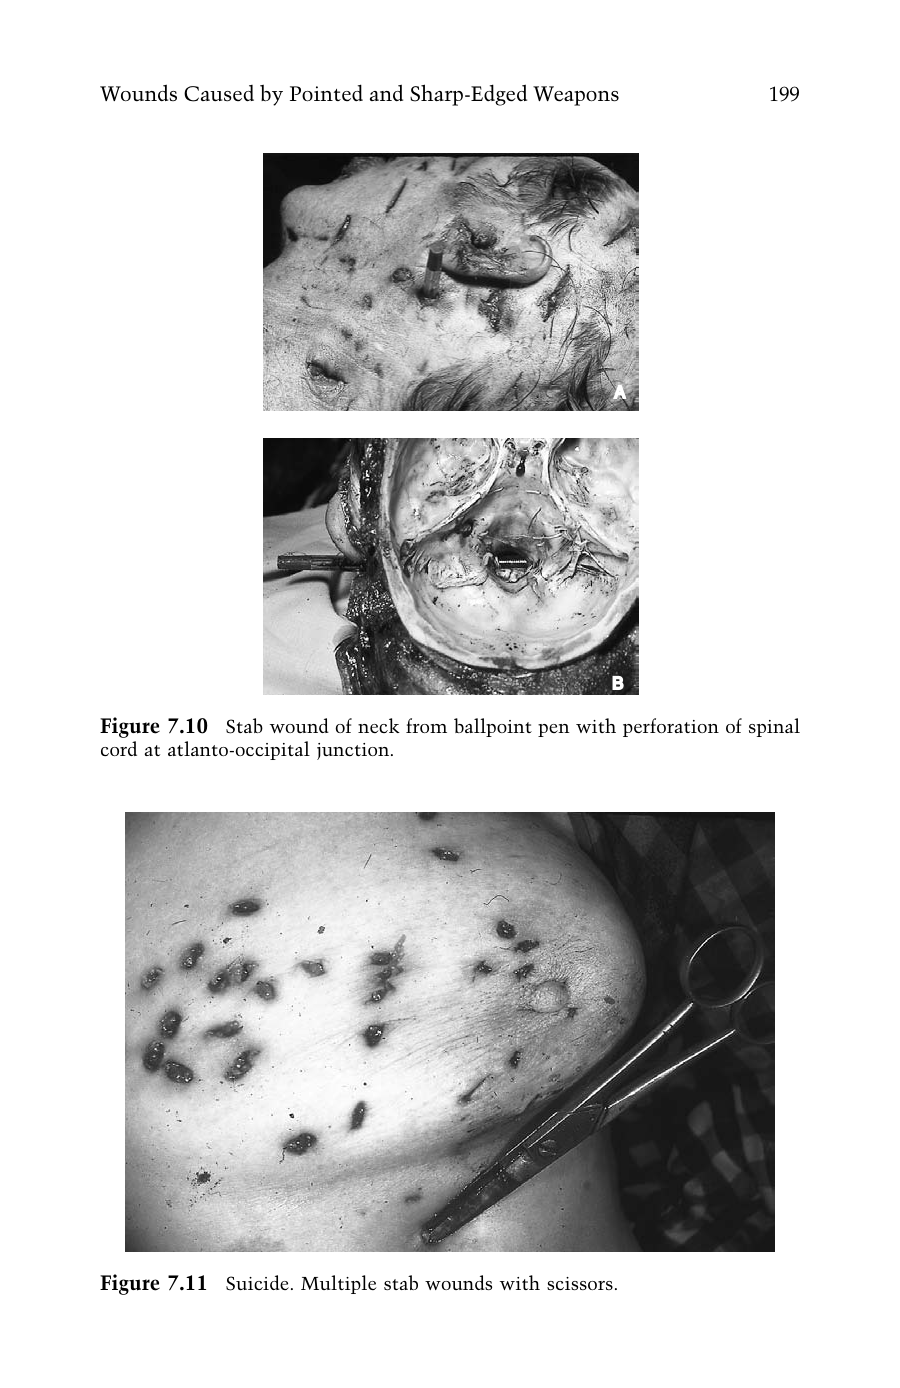 Wounds Caused by Pointed and Sharp-Edged Weapons 199
A
B
Figure 7.10 Stab wound of neck from ballpoint pen with perforation of spinal
cord at atlanto-occipital junction.
Figure 7.11 Suicide. Multiple stab wounds with scissors.